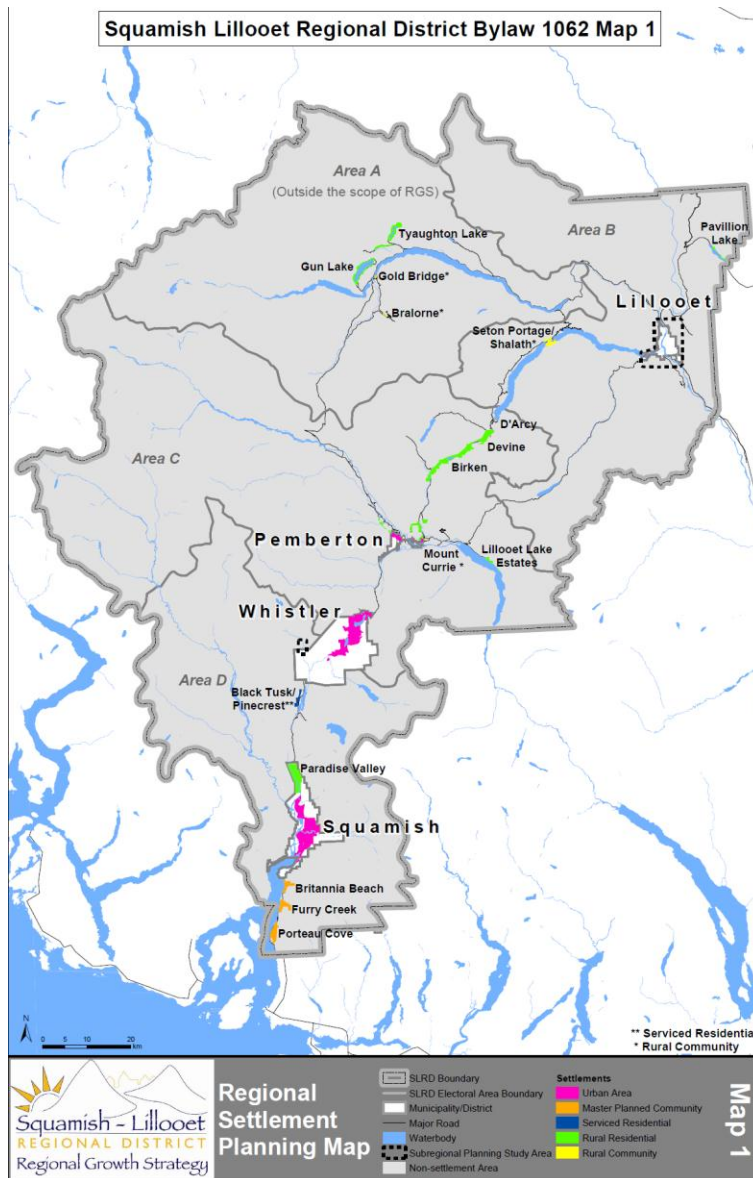 Squamish Lillooet Regional District Bylaw 1062 Map 1
Area A
(Outside the scope of RGS)
Area B
Tyaughton Lake
Pavillion
Lake
Gun Lake
Gold Bridge*
Lillooet
Bralorne*
Seton Portage/
Shalath*
D'Arcy
Devine
Area C
Birken
Pemberton
Mount
Currie *
Lillooet Lake
Estates
Whistler
Area D
Black Tusk/
Pinecrest**
Paradise Valley
Squamish
Britannia Beach
Furry Creek
Porteau Cove
N
0 5 10 20
km
** Serviced Residential
* Rural Community
Squamish - Lillooet
REGIONAL DISTRICT
Regional Growth Strategy
Regional
Settlement
Planning Map
SLRD Boundary
SLRD Electoral Area Boundary
Municipality/District
Major Road
Waterbody
Subregional Planning Study Area
Non-settlement Area
Settlements
Urban Area
Master Planned Community
Serviced Residential
Rural Residential
Rural Community
Map 1